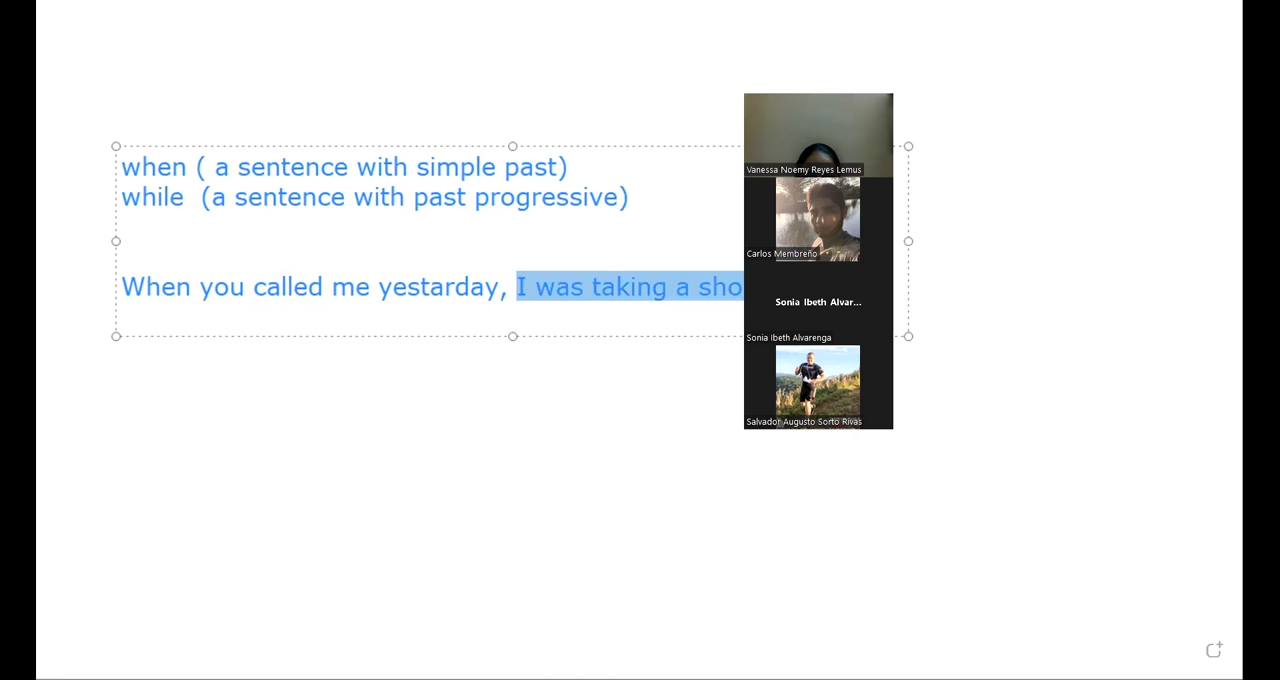 when ( a sentence with simple past)
while (a sentence with past progressive)
When you called me yestarday, I was taking a sho
Vanessa Noemy Reyes Lemus
Carlos Membreño
Sonia Ibeth Alvar...
Sonia Ibeth Alvarenga
Salvador Augusto Sorto Rivas